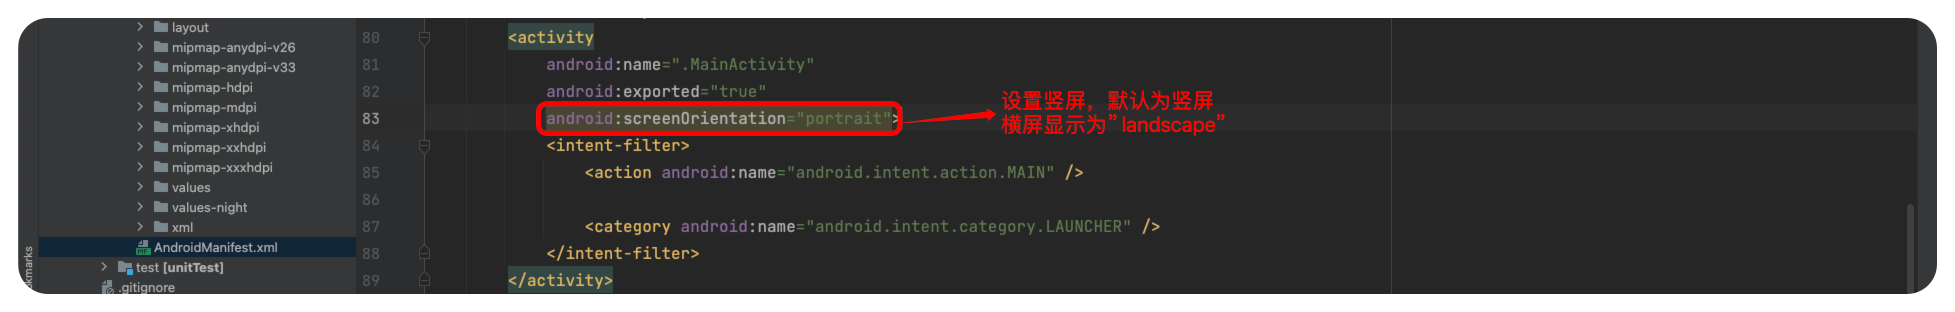 layout
mipmap-anydpi-v26
mipmap-anydpi-v33
mipmap-hdpi
mipmap-mdpi
mipmap-xhdpi
mipmap-xxhdpi
mipmap-xxxhdpi
values
values-night
xml
AndroidManifest.xml
test [unitTest]
.gitignore
80 <activity
81 android:name=".MainActivity"
82 android:exported="true"
83 android:screenOrientation="portrait">
84 <intent-filter>
85 <action android:name="android.intent.action.MAIN" />
86
87 <category android:name="android.intent.category.LAUNCHER" />
88 </intent-filter>
89 </activity>
设置竖屏，默认为竖屏
横屏显示为”landscape”